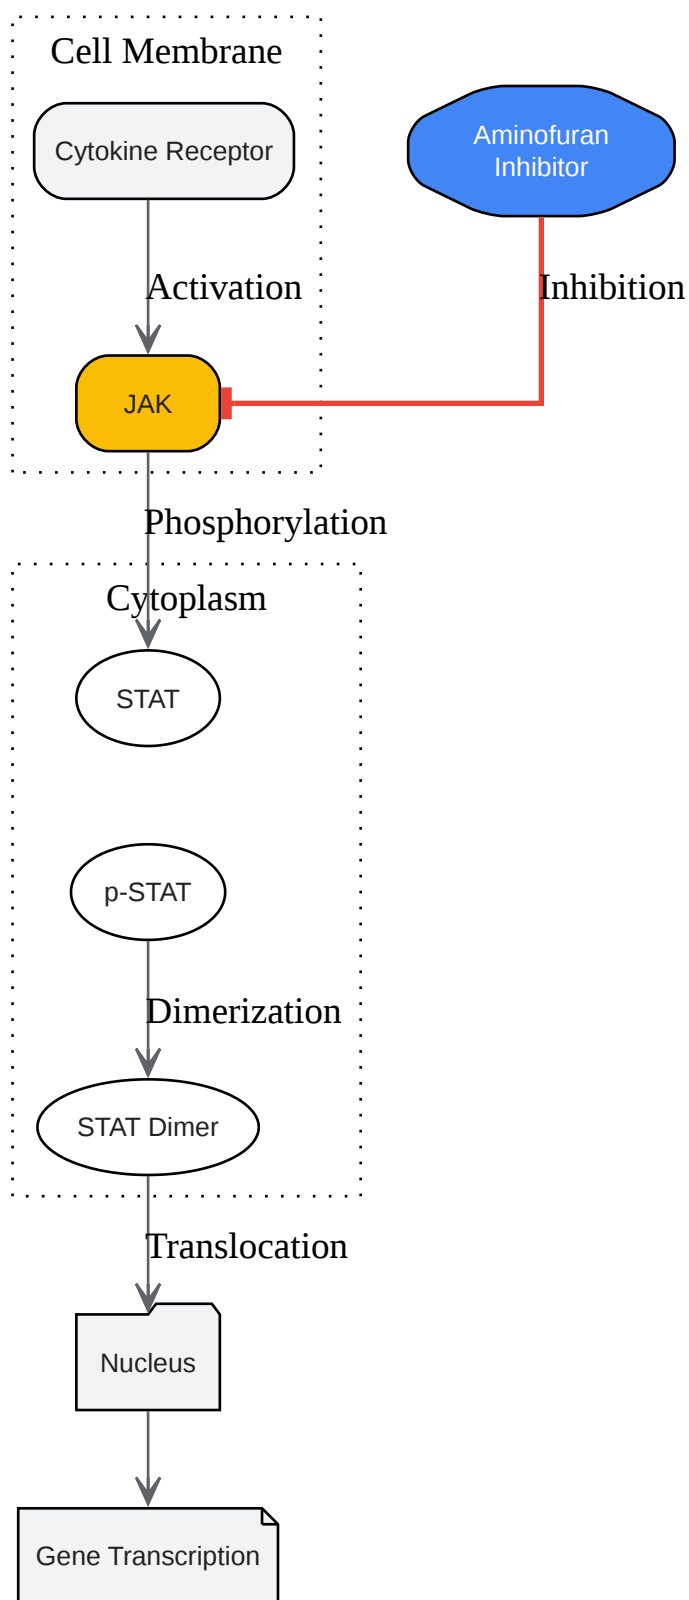 Cell Membrane
Cytokine Receptor
Aminofuran
Inhibitor
Activation
Inhibition
JAK
Phosphorylation
Cytoplasm
STAT
p-STAT
Dimerization
STAT Dimer
Translocation
Nucleus
Gene Transcription